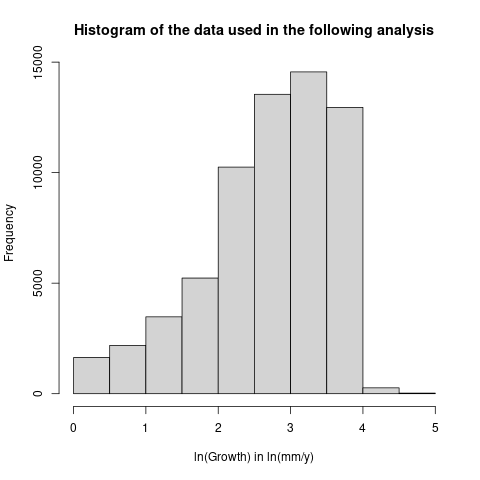 Histogram of the data used in the following analysis
15000
10000
5000
0
Frequency
0 1 2 3 4 5
ln(Growth) in ln(mm/y)